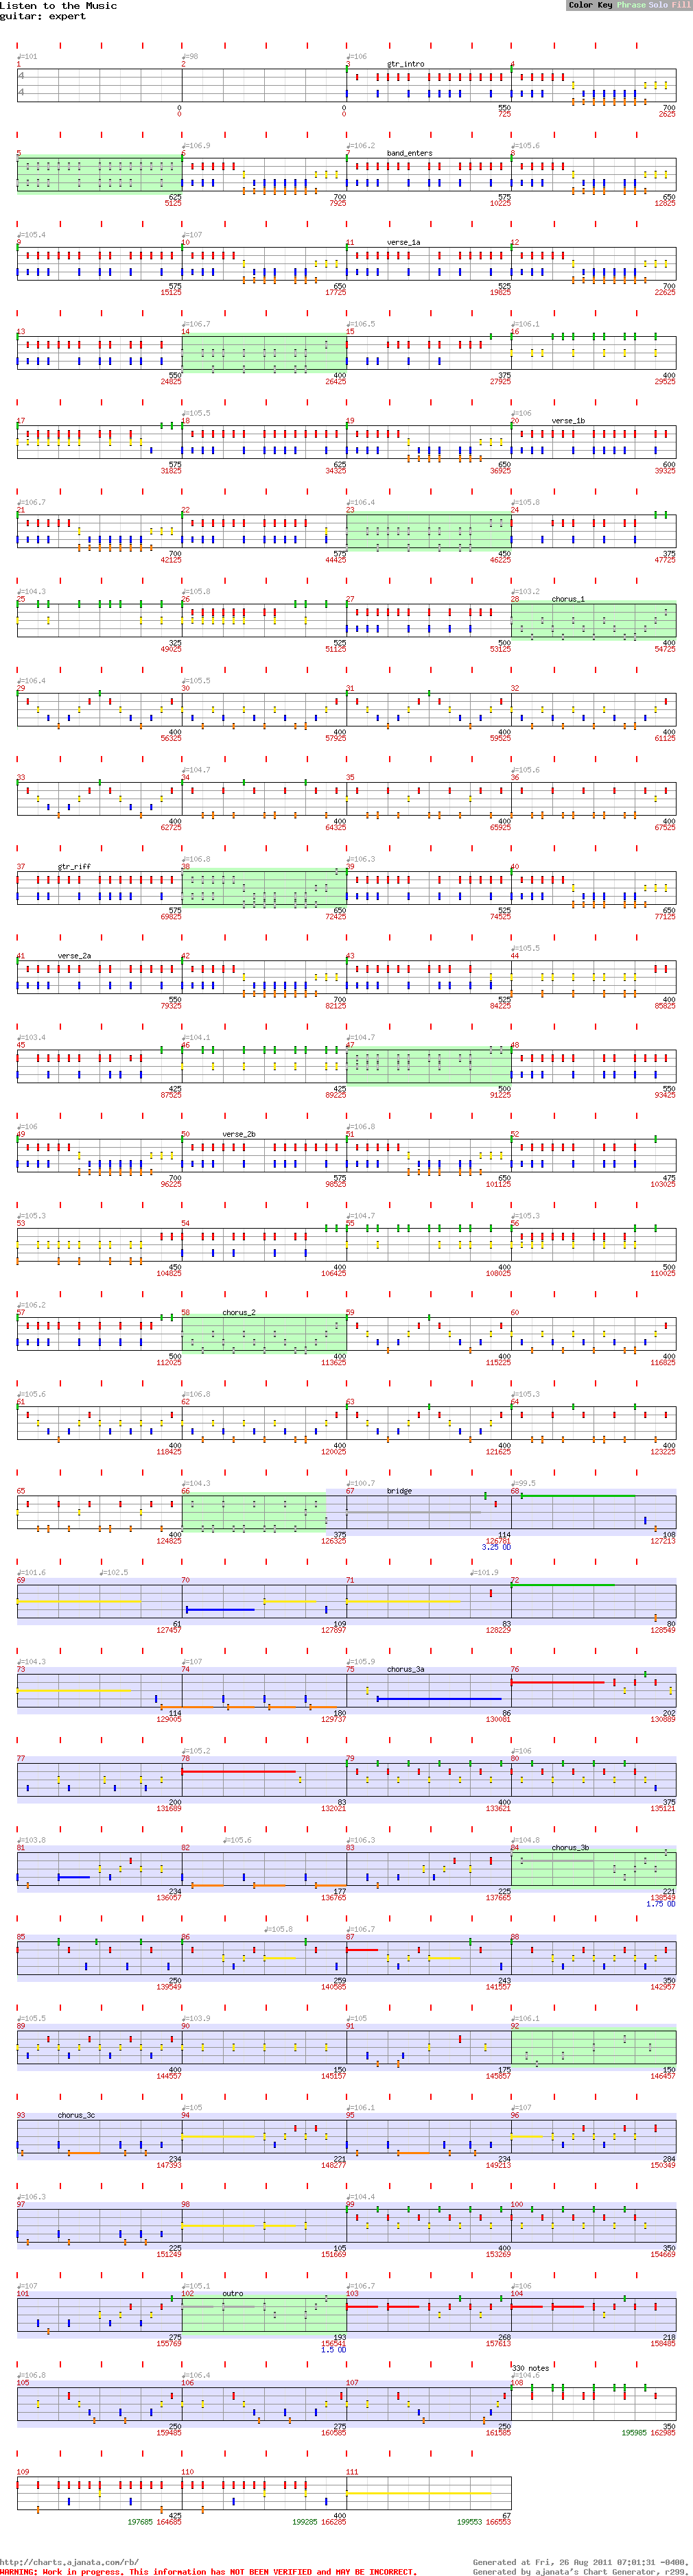 Listen to the Music
guitar: expert
Color Key Phrase Solo Fill
♩=101 ♩=98 ♩=106
1 2 3 gtr_intro 4
4
4
0 0 550 700
0 0 725 2625
♩=106.9 ♩=106.2 ♩=105.6
5 6 7 band_enters 8
625 700 575 650
5125 7925 10225 12825
♩=105.4 ♩=107
9 10 11 verse_1a 12
575 650 525 700
15125 17725 19825 22625
♩=106.7 ♩=106.5 ♩=106.1
13 14 15 16
550 400 375 400
24825 26425 27925 29525
♩=105.5 ♩=106
17 18 19 20 verse_1b
575 625 650 600
31825 34325 36925 39325
♩=106.7 ♩=106.4 ♩=105.8
21 22 23 24
700 575 450 375
42125 44425 46225 47725
♩=104.3 ♩=105.8 ♩=103.2
25 26 27 28 chorus_1
325 525 500 400
49025 51125 53125 54725
♩=106.4 ♩=105.5
29 30 31 32
400 400 400 400
56325 57925 59525 61125
♩=104.7 ♩=105.6
33 34 35 36
400 400 400 400
62725 64325 65925 67525
♩=106.8 ♩=106.3
37 gtr_riff 38 39 40
575 650 525 650
69825 72425 74525 77125
♩=105.5
41 verse_2a 42 43 44
550 700 525 400
79325 82125 84225 85825
♩=103.4 ♩=104.1 ♩=104.7
45 46 47 48
425 425 500 550
87525 89225 91225 93425
♩=106 ♩=106.8
49 50 verse_2b 51 52
700 575 650 475
96225 98525 101125 103025
♩=105.3 ♩=104.7 ♩=105.3
53 54 55 56
450 400 400 500
104825 106425 108025 110025
♩=106.2
57 58 chorus_2 59 60
500 400 400 400
112025 113625 115225 116825
♩=105.6 ♩=106.8 ♩=105.3
61 62 63 64
400 400 400 400
118425 120025 121625 123225
♩=104.3 ♩=100.7 ♩=99.5
65 66 67 bridge 68
400 375 114 108
124825 126325 126781 127213
3.25 OD
♩=101.6 ♩=102.5 ♩=101.9
69 70 71 72
61 109 83 80
127457 127897 128229 128549
♩=104.3 ♩=107 ♩=105.9
73 74 75 chorus_3a 76
114 180 86 202
129005 129737 130081 130889
♩=105.2 ♩=106
77 78 79 80
200 83 400 375
131689 132021 133621 135121
♩=103.8 ♩=105.6 ♩=106.3 ♩=104.8
81 82 83 84 chorus_3b
234 177 225 221
136057 136765 137665 138549
1.75 OD
♩=105.8 ♩=106.7
85 86 87 88
250 259 243 350
139549 140585 141557 142957
♩=105.5 ♩=103.9 ♩=105 ♩=106.1
89 90 91 92
400 150 175 150
144557 145157 145857 146457
♩=105 ♩=106.1 ♩=107
93 chorus_3c 94 95 96
234 221 234 284
147393 148277 149213 150349
♩=106.3 ♩=104.4
97 98 99 100
225 105 400 350
151249 151669 153269 154669
♩=107 ♩=105.1 ♩=106.7 ♩=106
101 102 outro 103 104
275 193 268 218
155769 156541 157613 158485
1.5 OD
330 notes
♩=106.8 ♩=106.4 ♩=104.6
105 106 107 108
250 275 250 350
159485 160585 161585 195985 162985
109 110 111
425 400 67
197685 164685 199285 166285 199553 166553
http://charts.ajanata.com/rb/ Generated at Fri, 26 Aug 2011 07:01:31 -0400.
WARNING: Work in progress. This information has NOT BEEN VERIFIED and MAY BE INCORRECT. Generated by ajanata's Chart Generator, r299.